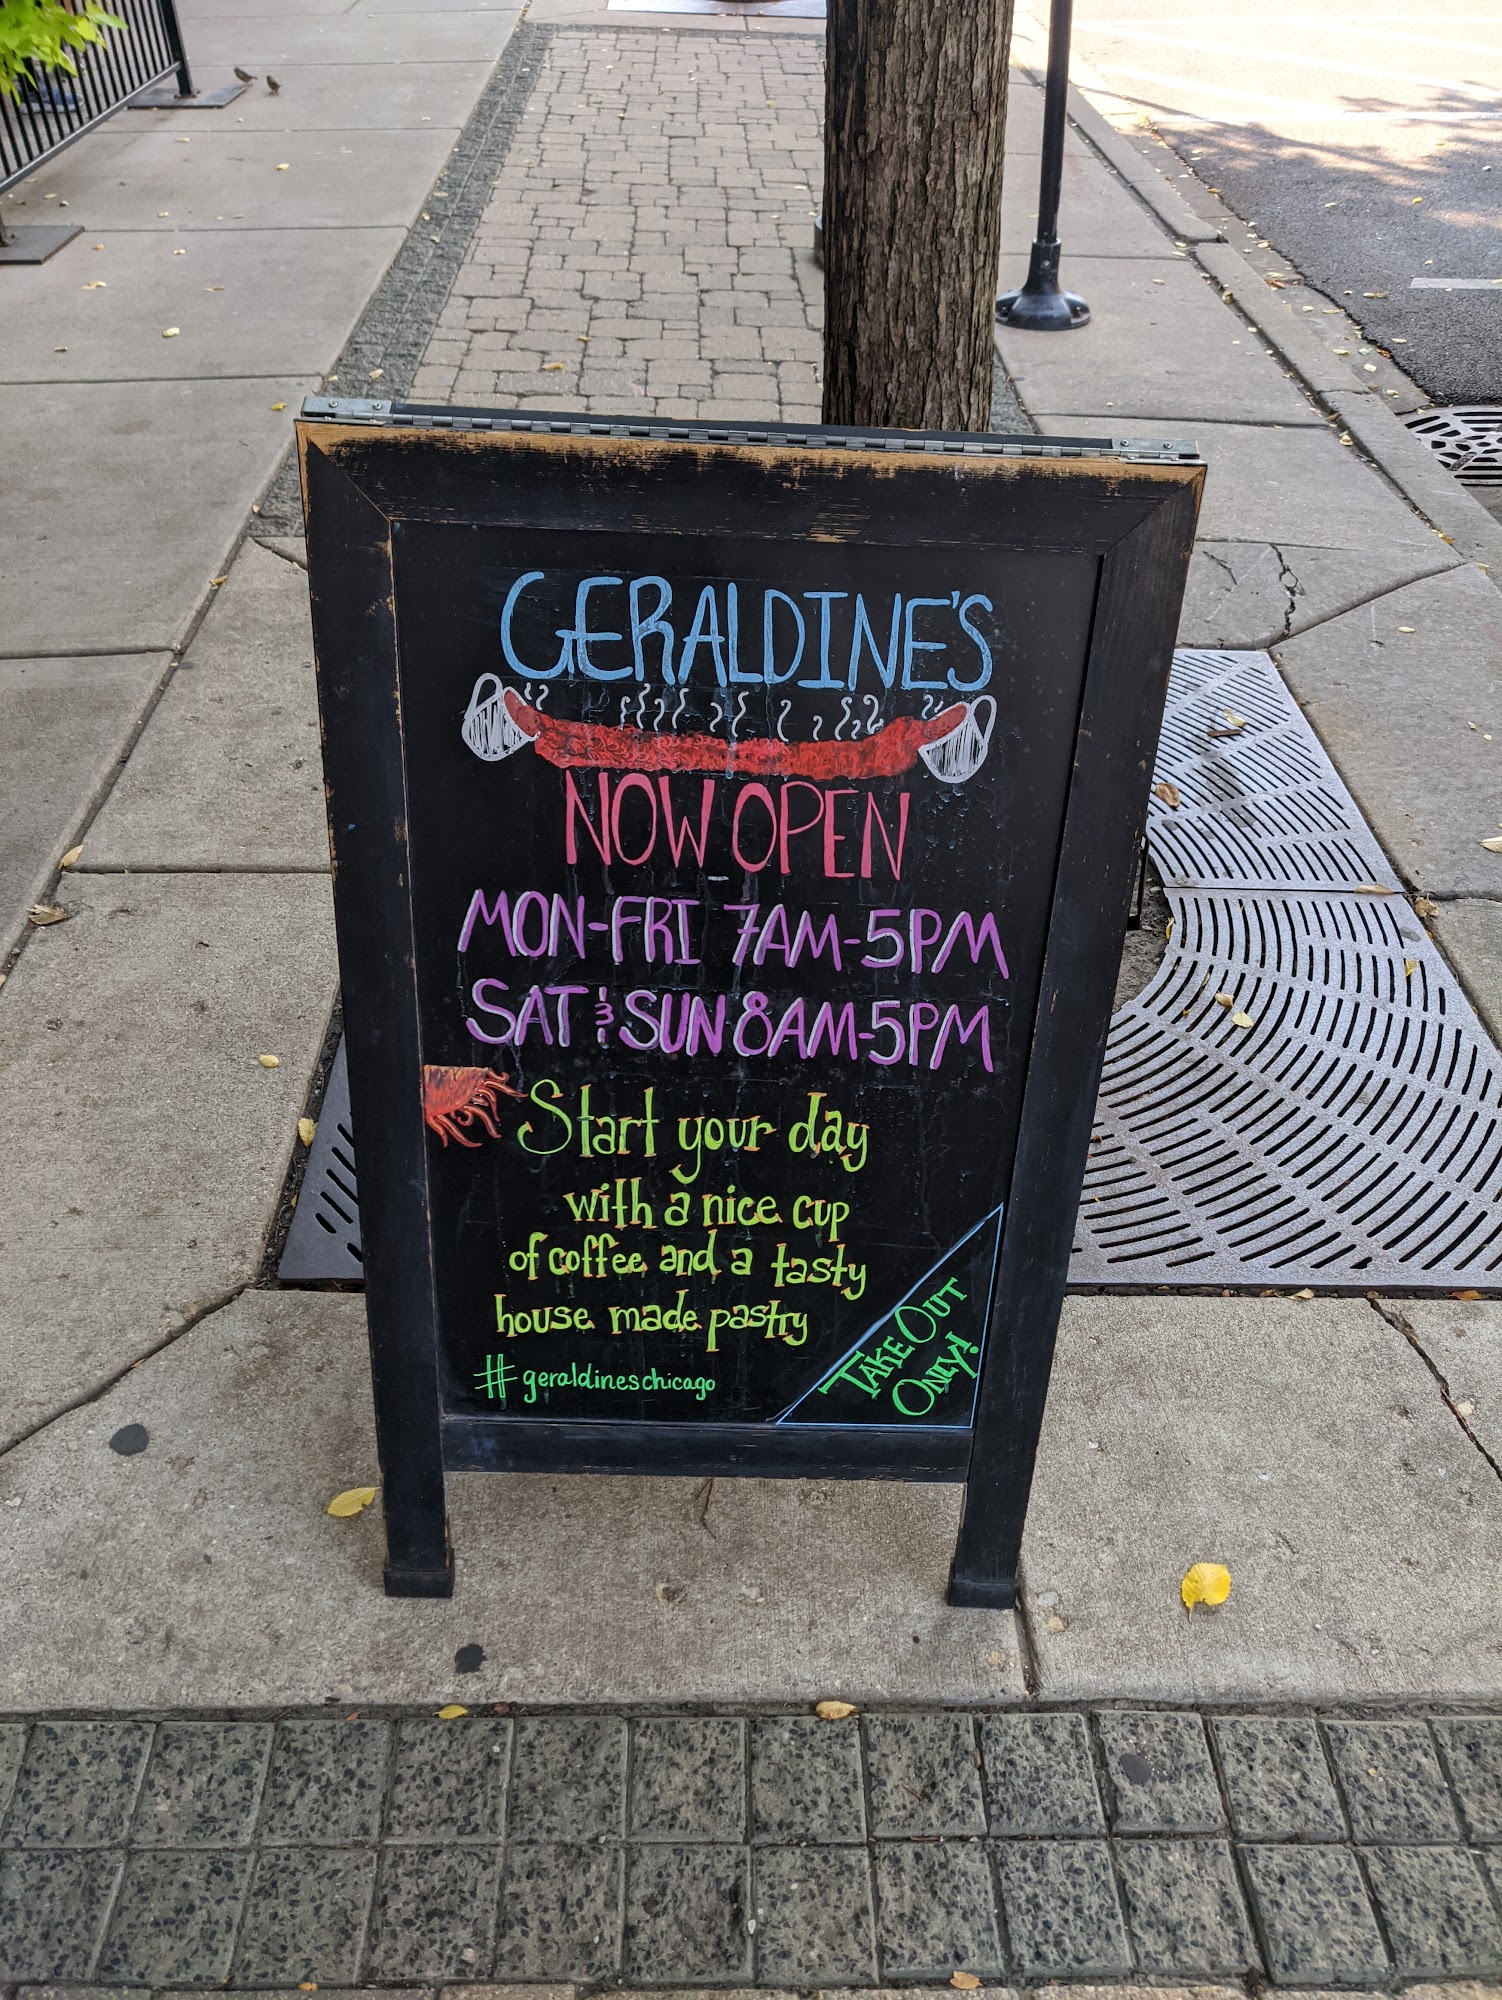 GERALDINE'S
NOW OPEN
MON-FRI 7AM-5PM
SAT & SUN 8AM-5PM
Start your day
with a nice cup
of coffee and a tasty
house made pastry
#geraldineschicago
TAKE OUT
ONLY!